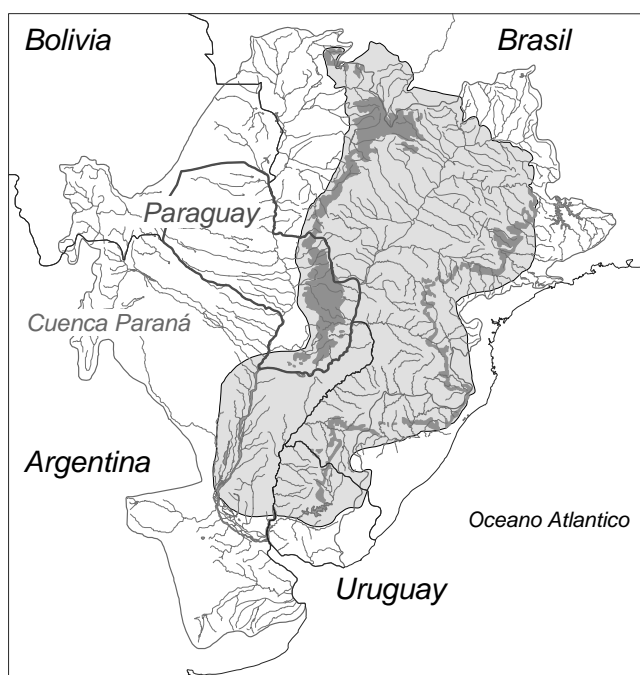 Bolivia
Brasil
Paraguay
Cuenca Paraná
Argentina
Oceano Atlantico
Uruguay